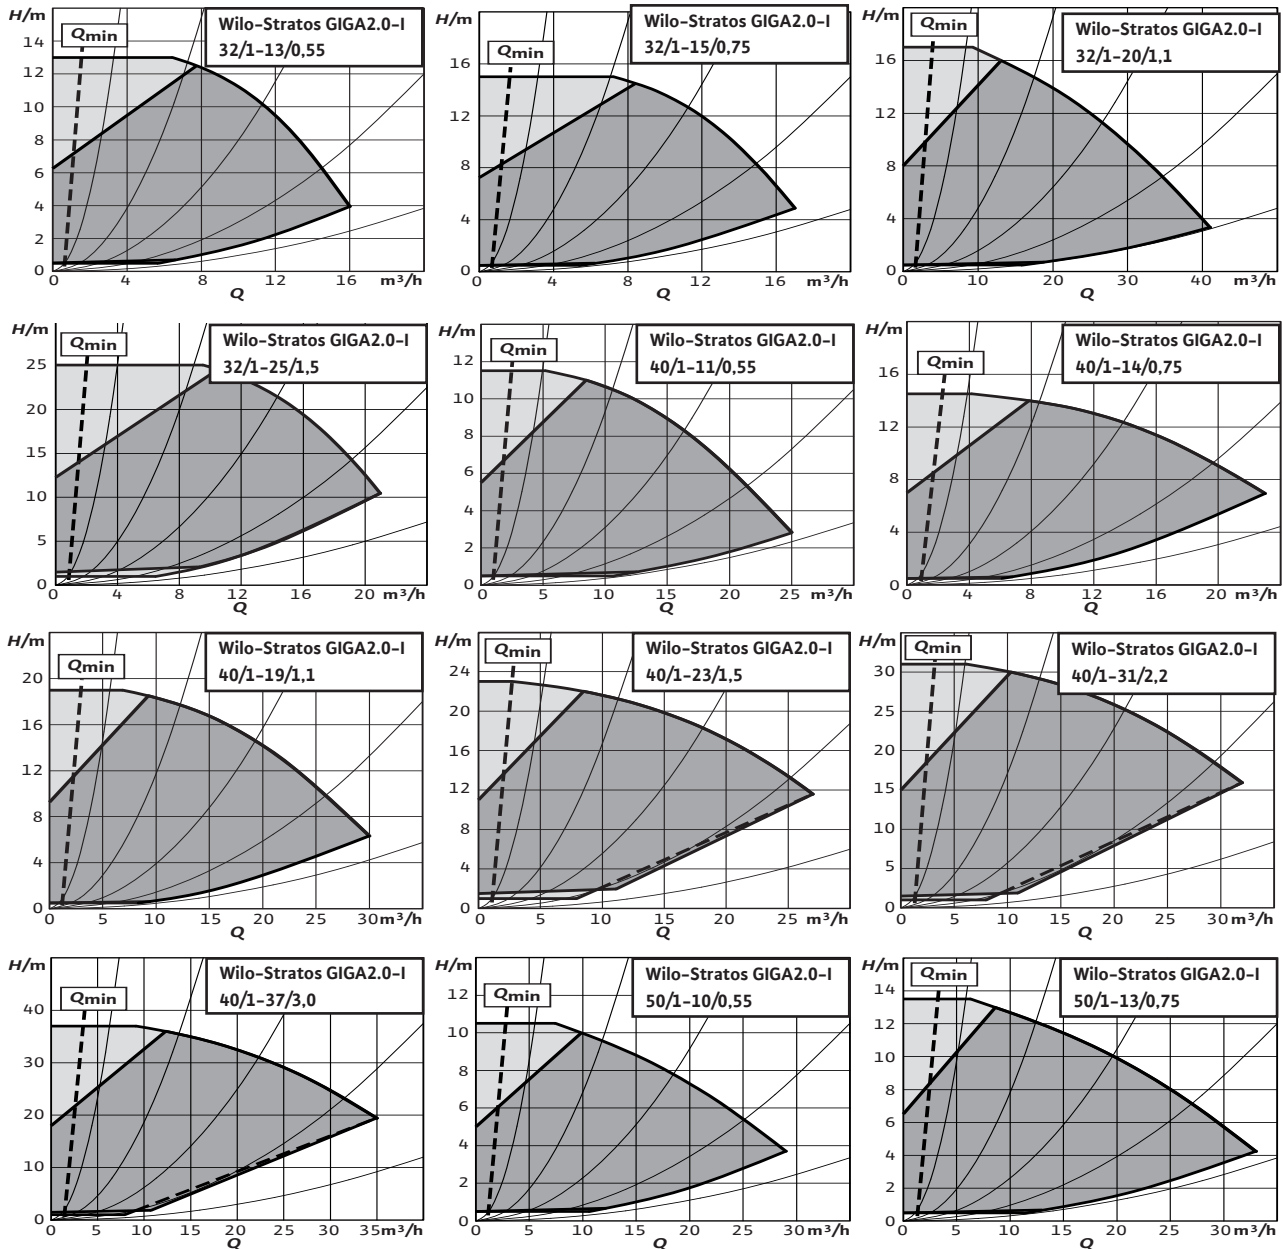 H/m
Qmin
Wilo-Stratos GIGA2.0-I
32/1-13/0,55
14
12
10
8
6
4
2
0
0 4 8 12 16 m³/h
Q
H/m
Qmin
Wilo-Stratos GIGA2.0-I
32/1-15/0,75
16
12
8
4
0
0 4 8 12 m³/h
Q
H/m
Qmin
Wilo-Stratos GIGA2.0-I
32/1-20/1,1
16
12
8
4
0
0 10 20 30 40 m³/h
Q
H/m
Qmin
Wilo-Stratos GIGA2.0-I
32/1-25/1,5
25
20
15
10
5
0
0 4 8 12 16 20 m³/h
Q
H/m
Qmin
Wilo-Stratos GIGA2.0-I
40/1-11/0,55
12
10
8
6
4
2
0
0 5 10 15 20 25 m³/h
Q
H/m
Qmin
Wilo-Stratos GIGA2.0-I
40/1-14/0,75
16
12
8
4
0
0 4 8 12 16 20 m³/h
Q
H/m
Qmin
Wilo-Stratos GIGA2.0-I
40/1-19/1,1
20
16
12
8
4
0
0 5 10 15 20 25 30 m³/h
Q
H/m
Qmin
Wilo-Stratos GIGA2.0-I
40/1-23/1,5
24
20
16
12
8
4
0
0 5 10 15 20 25 m³/h
Q
H/m
Qmin
Wilo-Stratos GIGA2.0-I
40/1-31/2,2
30
25
20
15
10
5
0
0 5 10 15 20 25 30 m³/h
Q
H/m
Qmin
Wilo-Stratos GIGA2.0-I
40/1-37/3,0
40
30
20
10
0
0 5 10 15 20 25 30 35 m³/h
Q
H/m
Qmin
Wilo-Stratos GIGA2.0-I
50/1-10/0,55
12
10
8
6
4
2
0
0 5 10 15 20 25 30 m³/h
Q
H/m
Qmin
Wilo-Stratos GIGA2.0-I
50/1-13/0,75
14
12
10
8
6
4
2
0
0 5 10 15 20 25 30 m³/h
Q